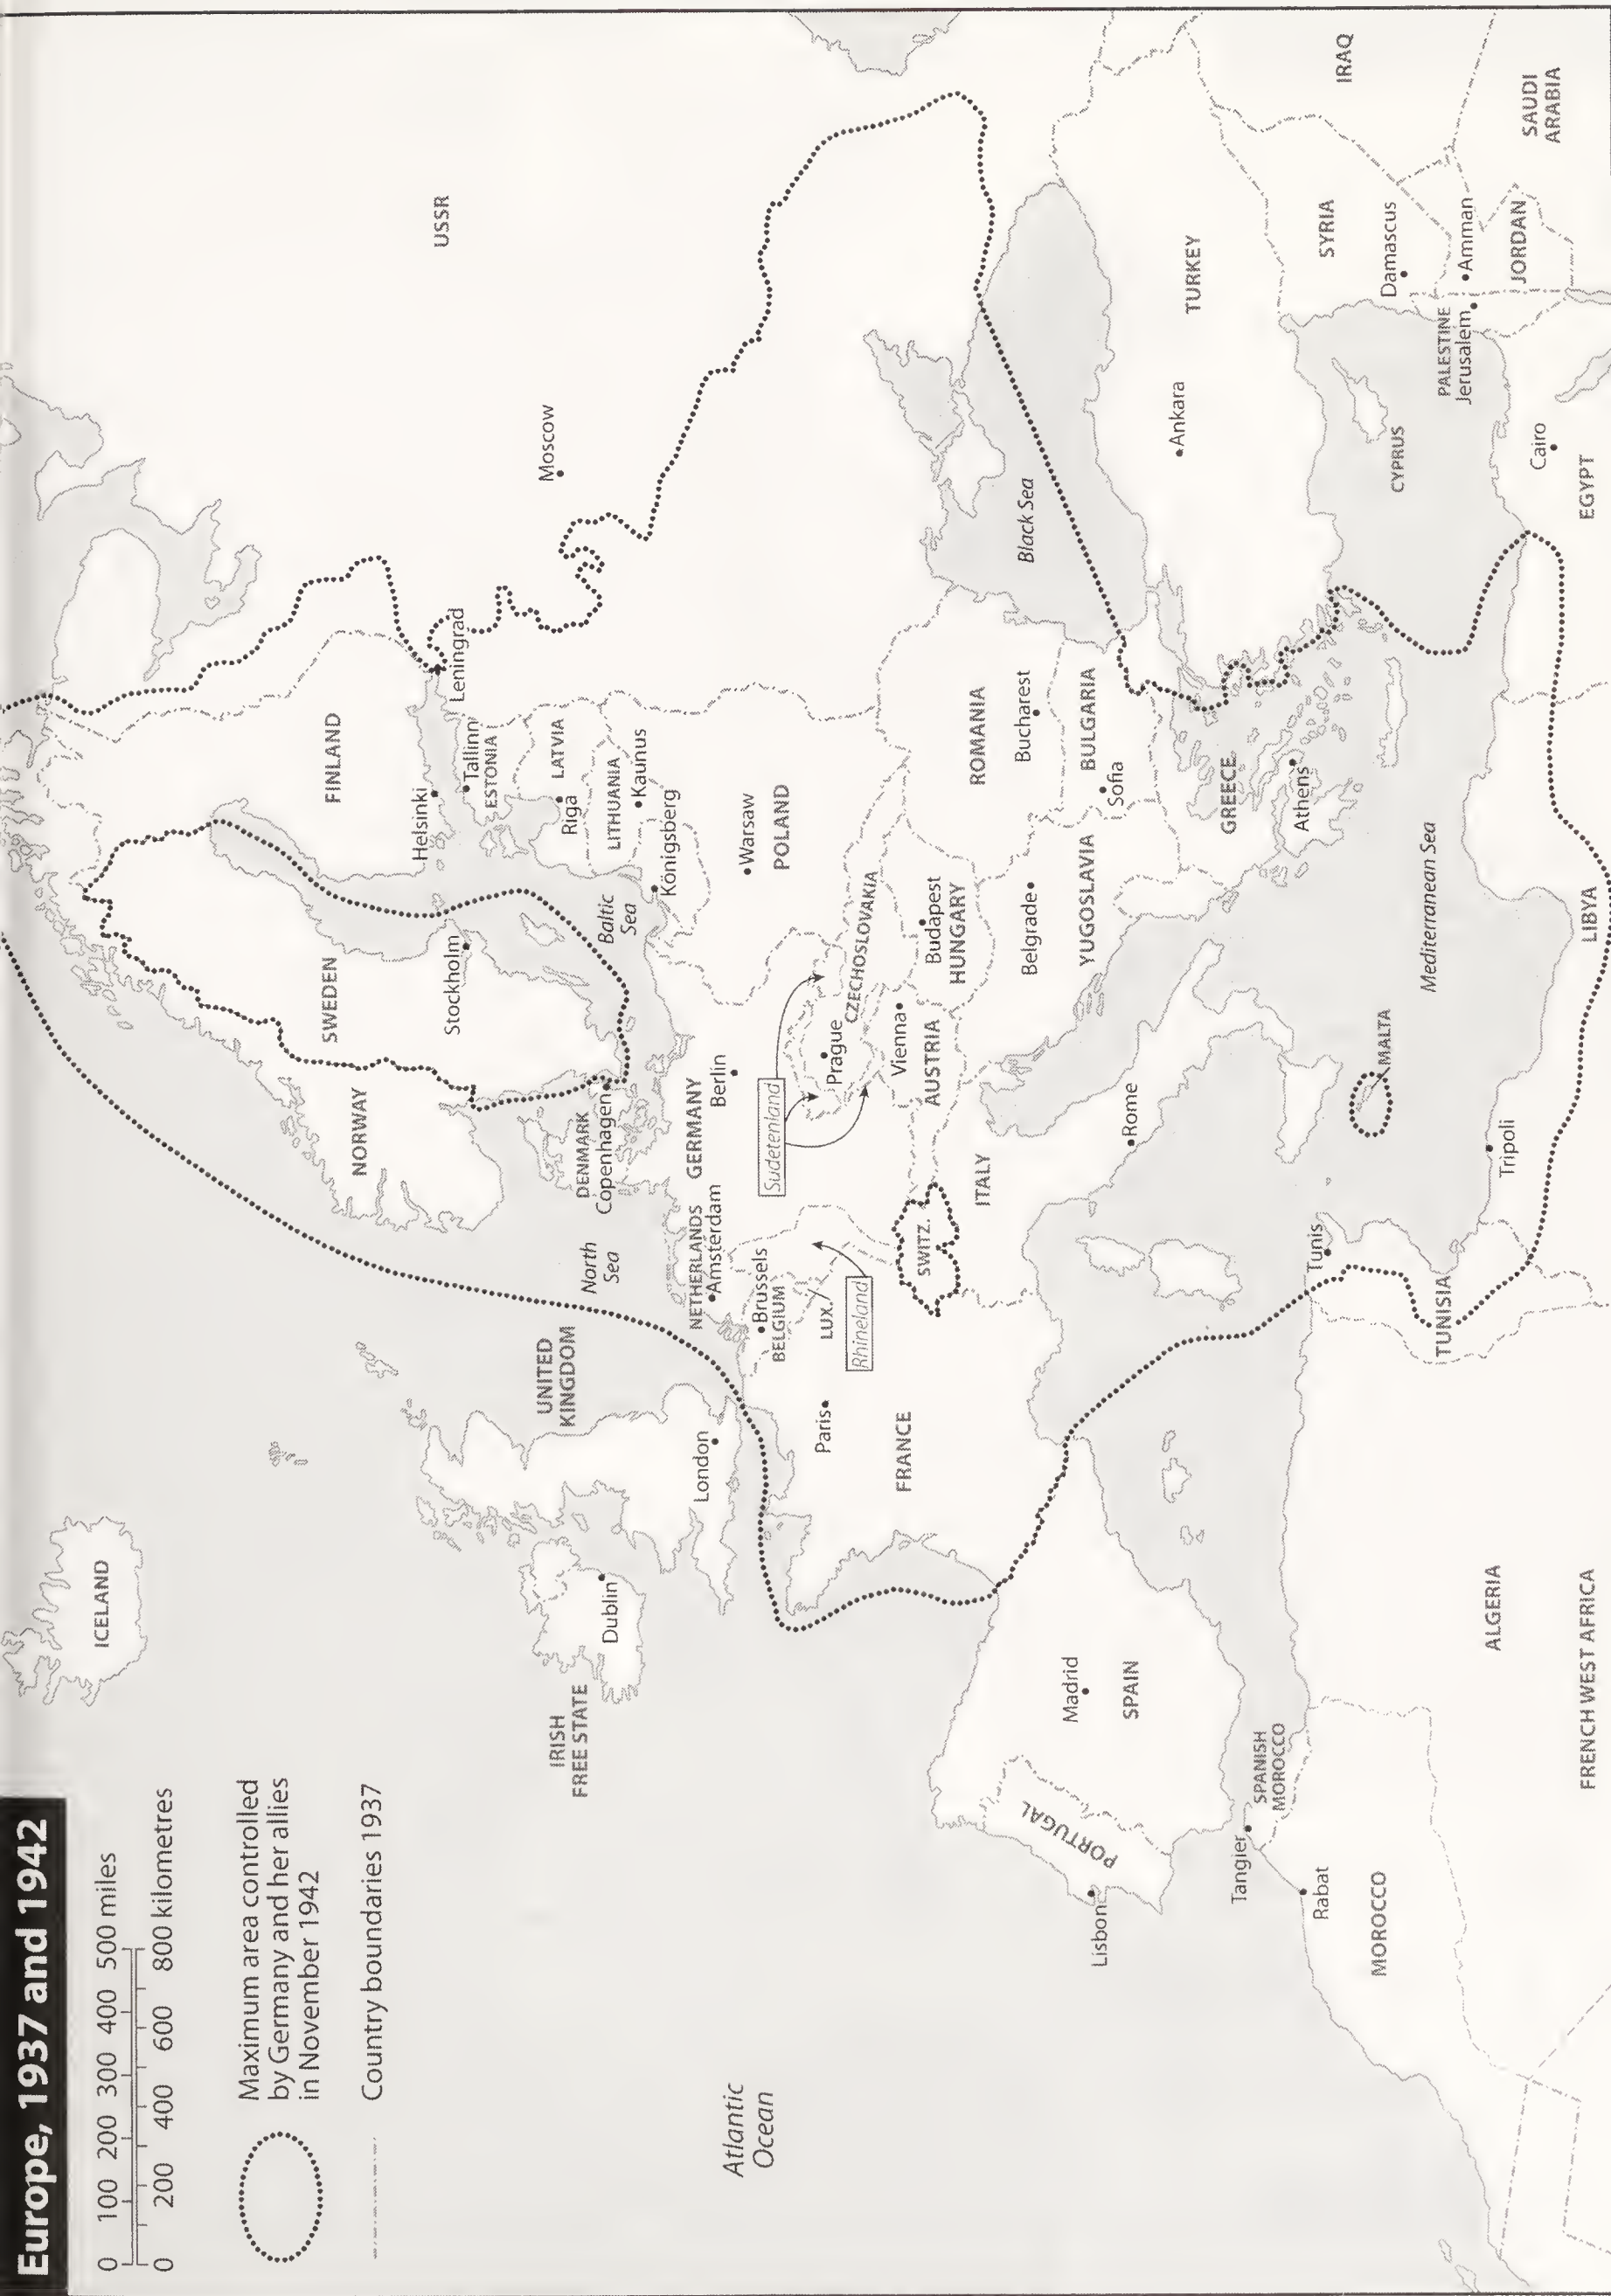 Europe, 1937 and 1942
0 100 200 300 400 500 miles
0 200 400 600 800 kilometres
Maximum area controlled
by Germany and her allies
in November 1942
Country boundaries 1937
ICELAND
Atlantic
Ocean
IRISH
FREE STATE
Dublin
UNITED
KINGDOM
London
North
Sea
NORWAY
SWEDEN
Stockholm
FINLAND
Helsinki
Leningrad
Tallinn
ESTONIA
LATVIA
Riga
LITHUANIA
Kaunus
Königsberg
Baltic
Sea
USSR
Moscow
DENMARK
Copenhagen
NETHERLANDS
Amsterdam
GERMANY
Berlin
Brussels
BELGIUM
LUX.
Rhineland
Sudetenland
Warsaw
POLAND
Prague
CZECHOSLOVAKIA
Vienna
AUSTRIA
Budapest
HUNGARY
Paris
FRANCE
SWITZ.
ITALY
Rome
Belgrade
YUGOSLAVIA
ROMANIA
Bucharest
BULGARIA
Sofia
Black Sea
GREECE
Athens
TURKEY
Ankara
PORTUGAL
Lisbon
Madrid
SPAIN
Tangier
SPANISH
MOROCCO
Rabat
MOROCCO
ALGERIA
FRENCH WEST AFRICA
Tunis
TUNISIA
MALTA
Mediterranean Sea
Tripoli
LIBYA
CYPRUS
Cairo
EGYPT
PALESTINE
Jerusalem
Amman
JORDAN
Damascus
SYRIA
IRAQ
SAUDI
ARABIA